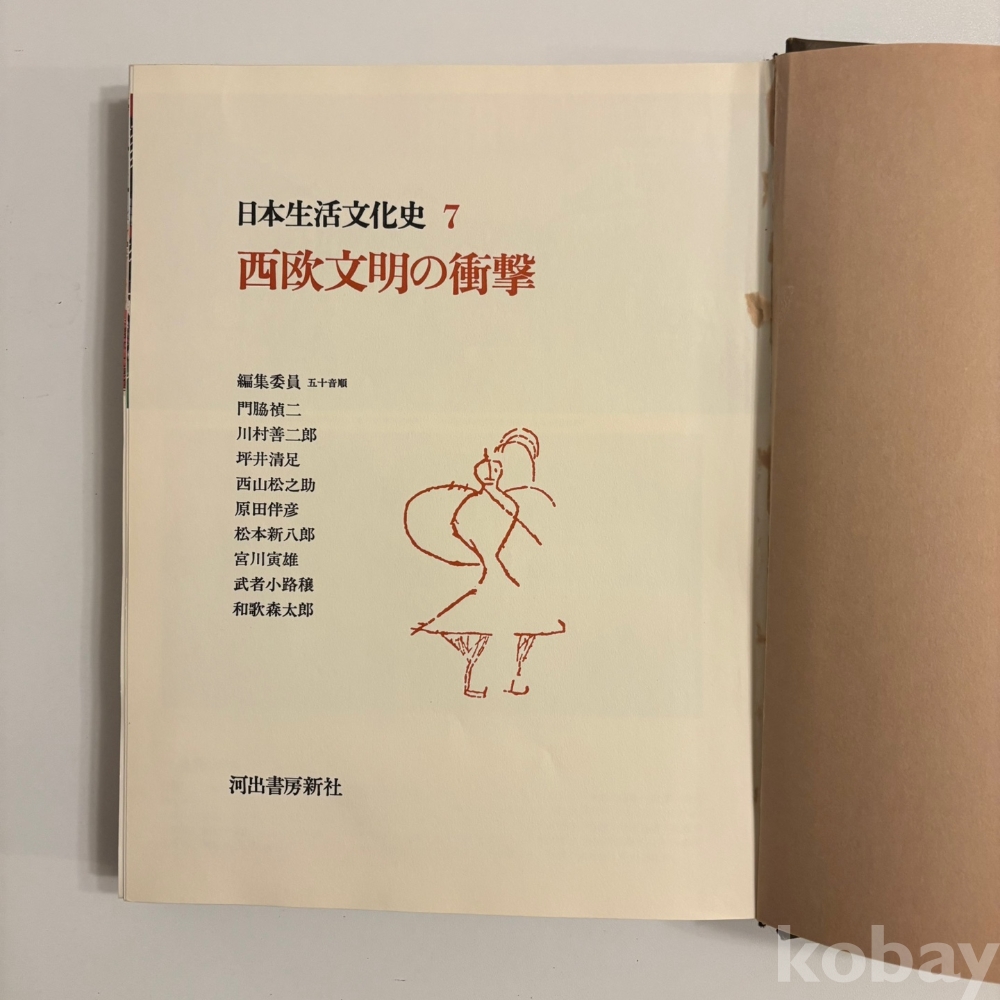 日本生活文化史 7
西欧文明の衝撃
編集委員 五十音順
門脇禎二
川村善二郎
坪井清足
西山松之助
原田伴彦
松本新八郎
宮川寅雄
武者小路穣
和歌森太郎
河出書房新社
kobay